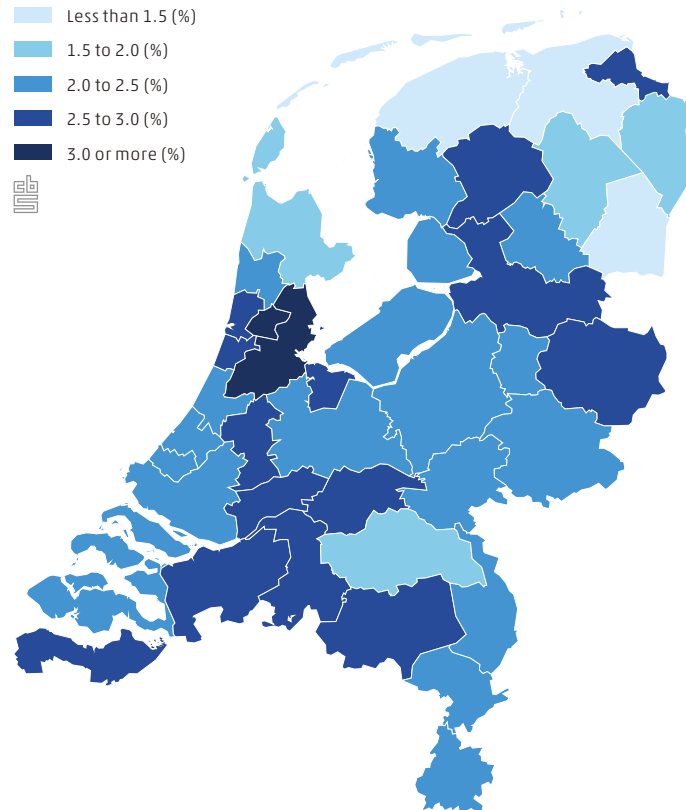 Less than 1.5 (%)
1.5 to 2.0 (%)
2.0 to 2.5 (%)
2.5 to 3.0 (%)
3.0 or more (%)
cbs